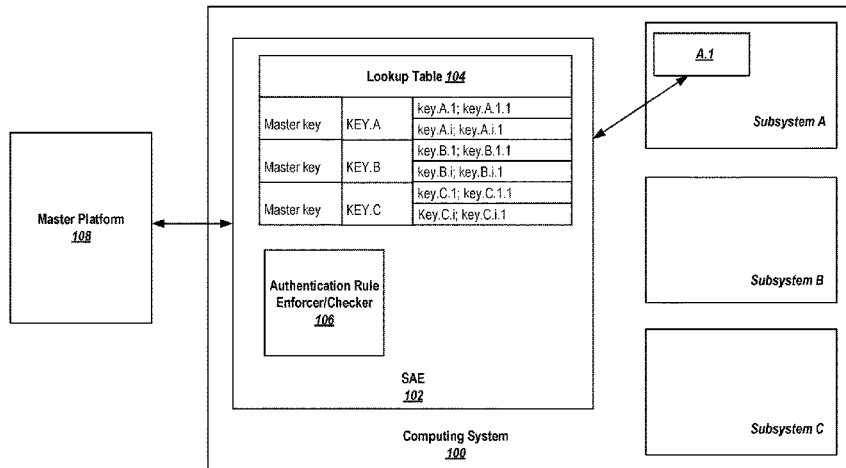 Lookup Table 104
Master key KEY.A
key.A.1; key.A.1.1
key.A.i; key.A.i.1
Master key KEY.B
key.B.1; key.B.1.1
key.B.i; key.B.i.1
Master key KEY.C
key.C.1; key.C.1.1
Key.C.i; key.C.i.1
A.1
Subsystem A
Master Platform
108
Authentication Rule
Enforcer/Checker
106
Subsystem B
SAE
102
Computing System
100
Subsystem C